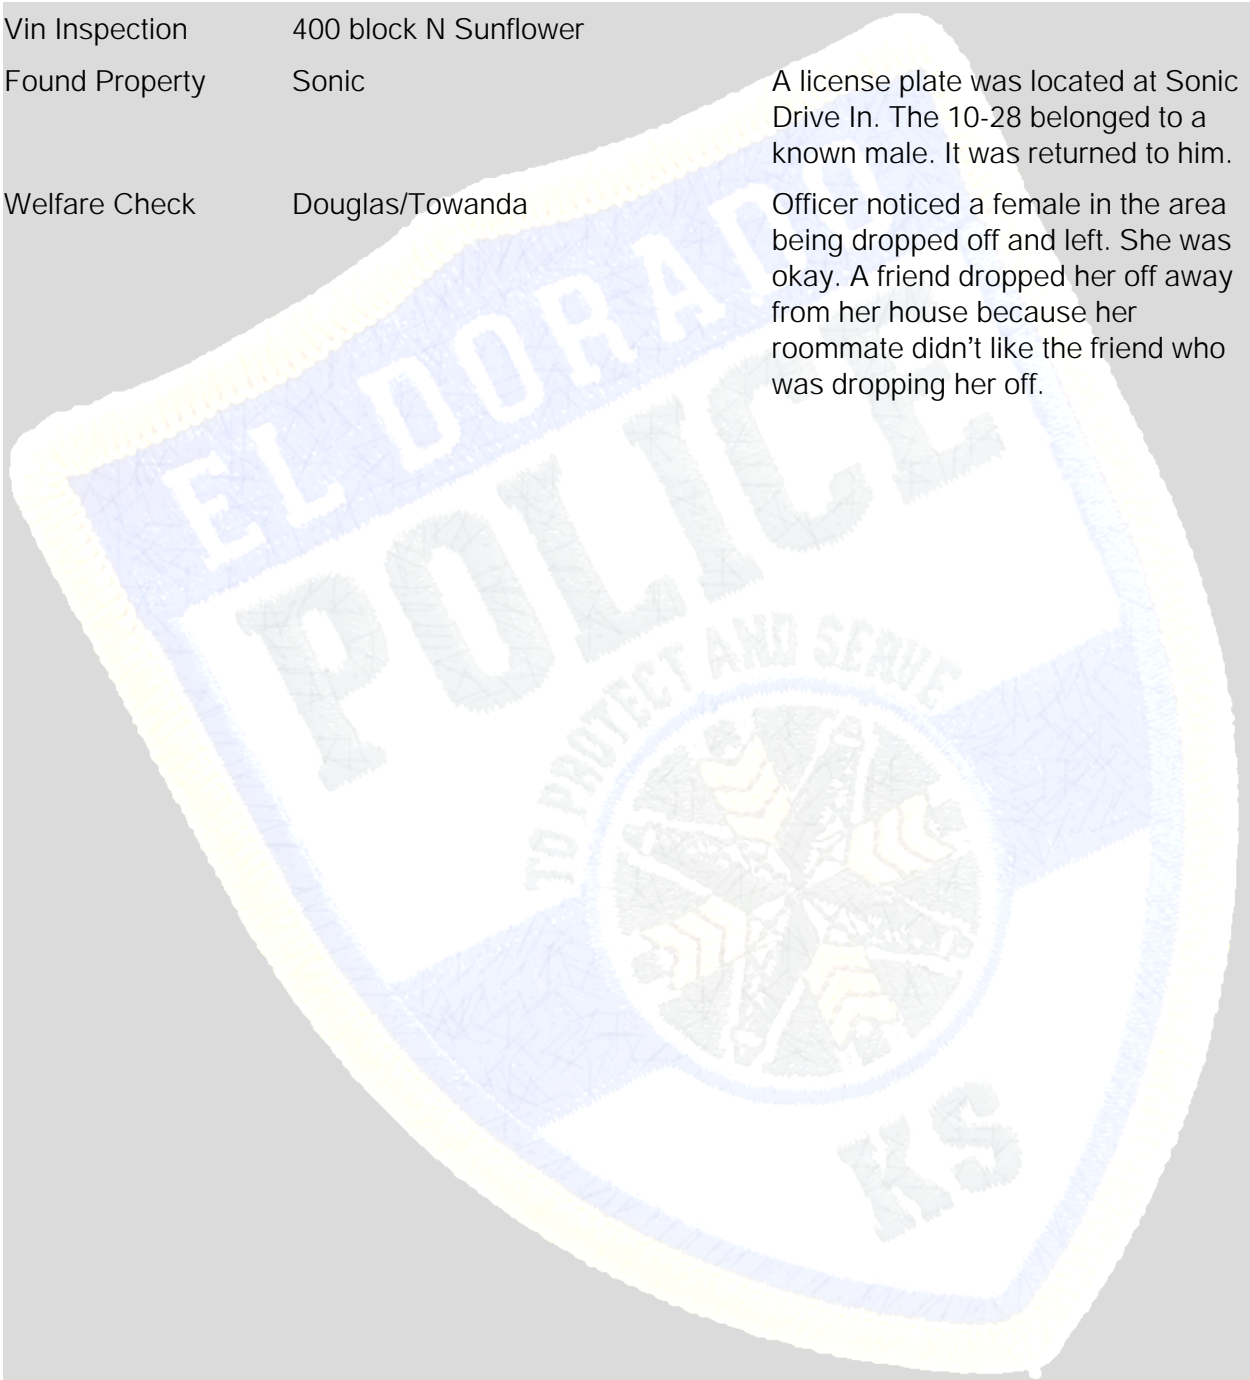 Vin Inspection 400 block N Sunflower
Found Property Sonic A license plate was located at Sonic
Drive In. The 10-28 belonged to a
known male. It was returned to him.
Welfare Check Douglas/Towanda Officer noticed a female in the area
being dropped off and left. She was
okay. A friend dropped her off away
from her house because her
roommate didn't like the friend who
was dropping her off.
EL DORADO
POLICE
TO PROTECT AND SERVE
KS